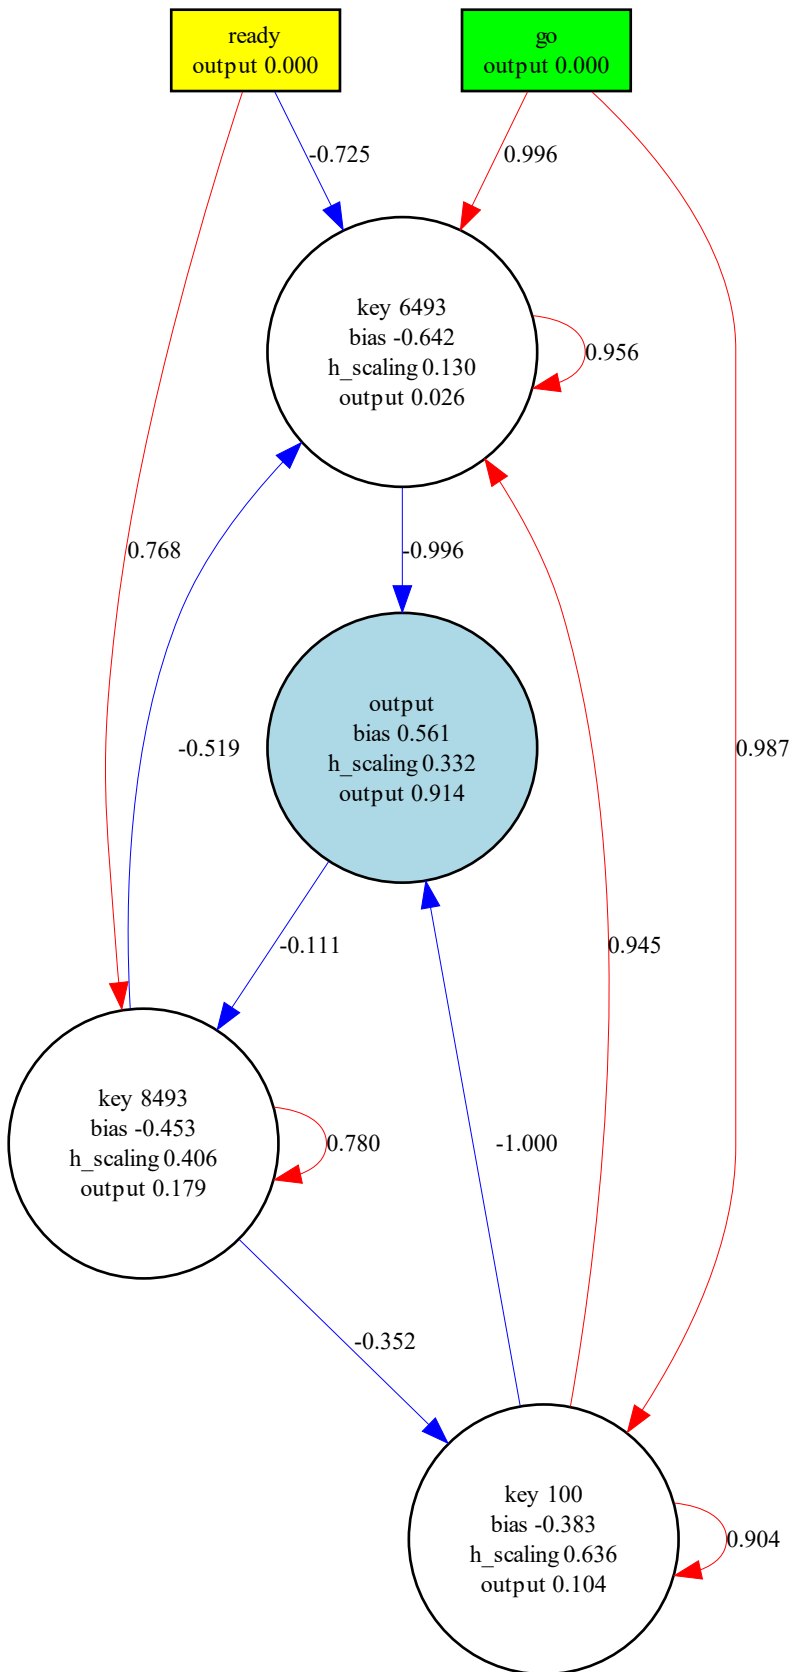 ready
output 0.000
go
output 0.000
-0.725
0.996
key 6493
bias -0.642
h_scaling 0.130
output 0.026
0.956
0.768
-0.996
output
bias 0.561
h_scaling 0.332
output 0.914
-0.519
0.987
-0.111
0.945
key 8493
bias -0.453
h_scaling 0.406
output 0.179
0.780
-1.000
-0.352
key 100
bias -0.383
h_scaling 0.636
output 0.104
0.904